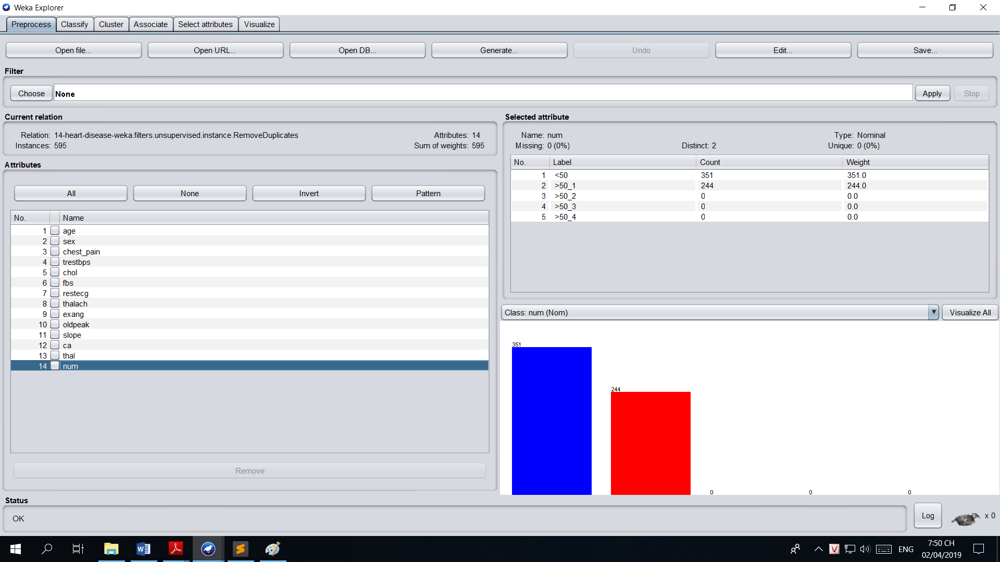 Weka Explorer
Preprocess Classify Cluster Associate Select attributes Visualize
Open file... Open URL... Open DB... Generate... Undo Edit... Save...
Filter
Choose None Apply Stop
Current relation
Relation: 14-heart-disease-weka.filters.unsupervised.instance.RemoveDuplicates Attributes: 14
Instances: 595 Sum of weights: 595
Attributes
All None Invert Pattern
No. Name
1 age
2 sex
3 chest_pain
4 trestbps
5 chol
6 fbs
7 restecg
8 thalach
9 exang
10 oldpeak
11 slope
12 ca
13 thal
14 num
Remove
Selected attribute
Name: num Type: Nominal
Missing: 0 (0%) Distinct: 2 Unique: 0 (0%)
No. Label Count Weight
1 <50 351 351.0
2 >50_1 244 244.0
3 >50_2 0 0.0
4 >50_3 0 0.0
5 >50_4 0 0.0
Class: num (Nom) Visualize All
351
244
0 0 0
Status
OK
Log x 0
ENG
7:50 CH
02/04/2019